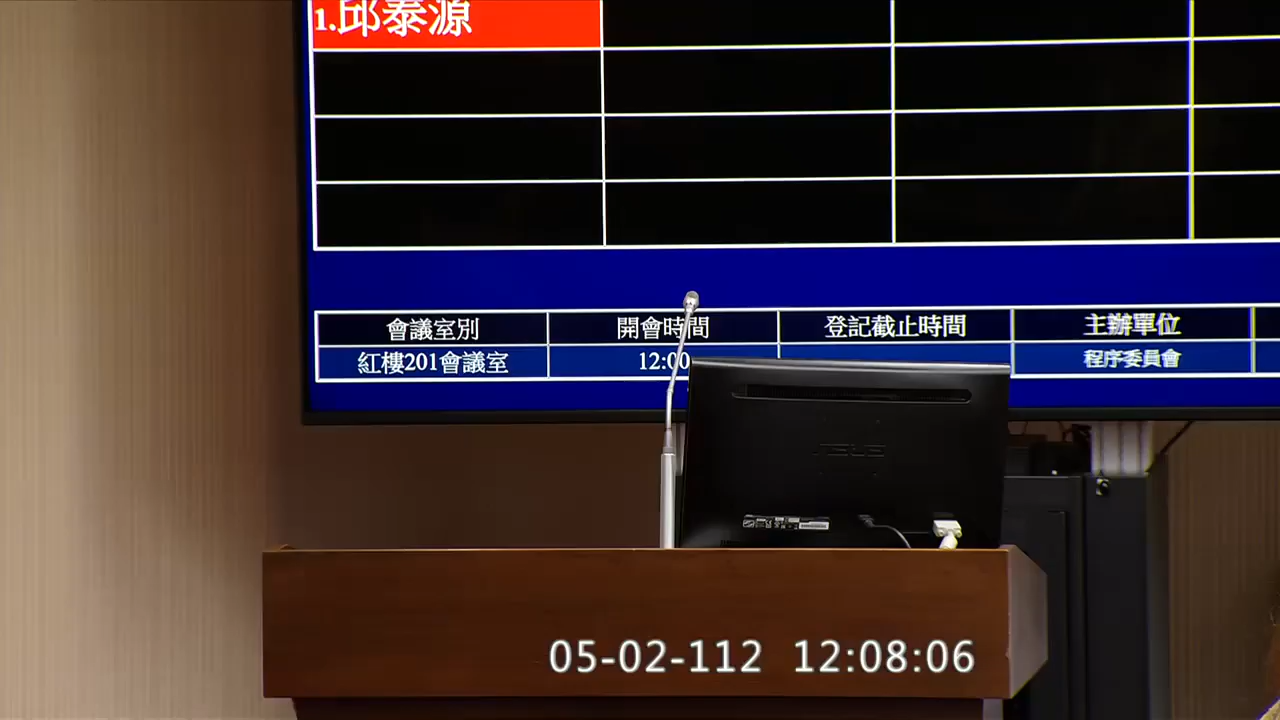 1.邱泰源
會議室別 開會時間 登記截止時間 主辦單位
紅樓201會議室 12:00 程序委員會
ASUS
05-02-112 12:08:06